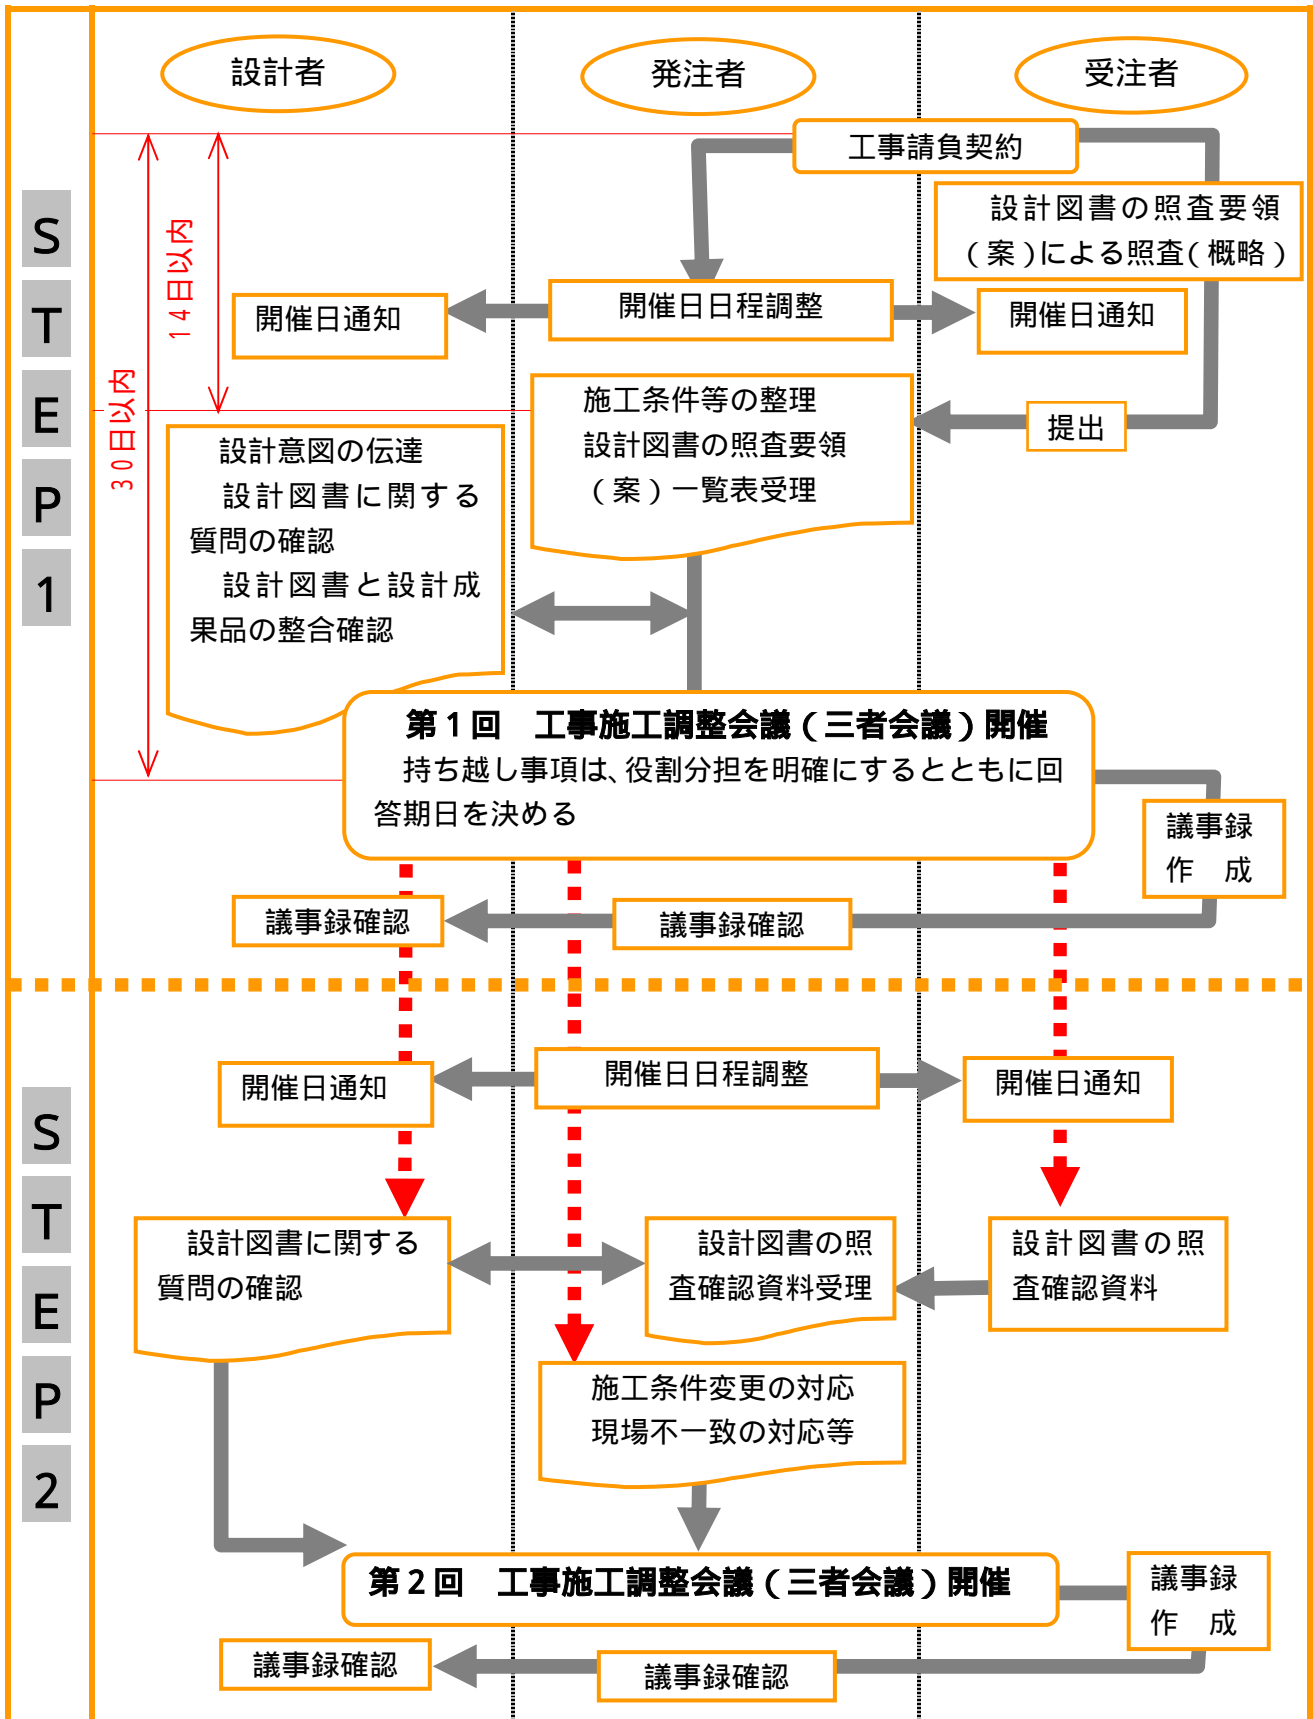 設計者
発注者
受注者
工事請負契約
設計図書の照査要領
（案）による照査（概略）
STEP1
14日以内
30日以内
開催日通知
開催日日程調整
開催日通知
施工条件等の整理
設計図書の照査要領
（案）一覧表受理
提出
設計意図の伝達
設計図書に関する
質問の確認
設計図書と設計成
果品の整合確認
第1回　工事施工調整会議（三者会議）開催
持ち越し事項は、役割分担を明確にするとともに回
答期日を決める
議事録
作　成
議事録確認
議事録確認
STEP2
開催日通知
開催日日程調整
開催日通知
設計図書に関する
質問の確認
設計図書の照
査確認資料受理
設計図書の照
査確認資料
施工条件変更の対応
現場不一致の対応等
第2回　工事施工調整会議（三者会議）開催
議事録
作　成
議事録確認
議事録確認